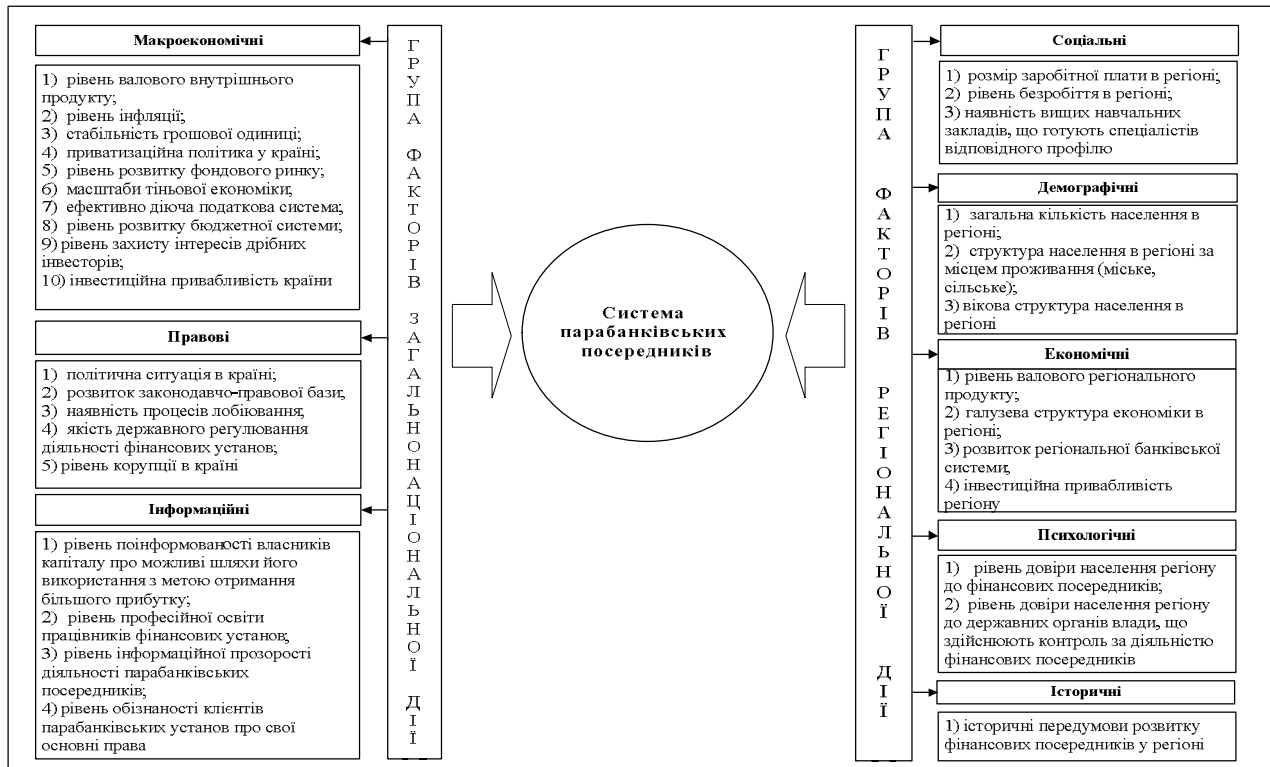 Макроекономічні
1) рівень валового внутрішнього
продукту;
2) рівень інфляції;
3) стабільність грошової одиниці;
4) приватизаційна політика у країні;
5) рівень розвитку фондового ринку;
6) масштаби тіньової економіки;
7) ефективно діюча податкова система;
8) рівень розвитку бюджетної системи;
9) рівень захисту інтересів дрібних
інвесторів;
10) інвестиційна привабливість країни
Правові
1) політична ситуація в країні;
2) розвиток законодавчо-правової бази;
3) наявність процесів лобіювання;
4) якість державного регулювання
діяльності фінансових установ;
5) рівень корупції в країні
Інформаційні
1) рівень поінформованості власників
капіталу про можливі шляхи його
використання з метою отримання
більшого прибутку;
2) рівень професійної освіти
працівників фінансових установ;
3) рівень інформаційної прозорості
діяльності парабанківських
посередників;
4) рівень обізнаності клієнтів
парабанківських установ про свої
основні права
ГРУПА ФАКТОРІВ ЗАГАЛЬНОНАЦІОНАЛЬНОЇ ДІЇ
Система
парабанківських
посередників
ГРУПА ФАКТОРІВ РЕГІОНАЛЬНОЇ ДІЇ
Соціальні
1) розмір заробітної плати в регіоні;
2) рівень безробіття в регіоні;
3) наявність вищих навчальних
закладів, що готують спеціалістів
відповідного профілю
Демографічні
1) загальна кількість населення в
регіоні;
2) структура населення в регіоні за
місцем проживання (міське,
сільське);
3) вікова структура населення в
регіоні
Економічні
1) рівень валового регіонального
продукту;
2) галузева структура економіки в
регіоні;
3) розвиток регіональної банківської
системи;
4) інвестиційна привабливість
регіону
Психологічні
1) рівень довіри населення регіону
до фінансових посередників;
2) рівень довіри населення регіону
до державних органів влади, що
здійснюють контроль за діяльністю
фінансових посередників
Історичні
1) історичні передумови розвитку
фінансових посередників у регіоні